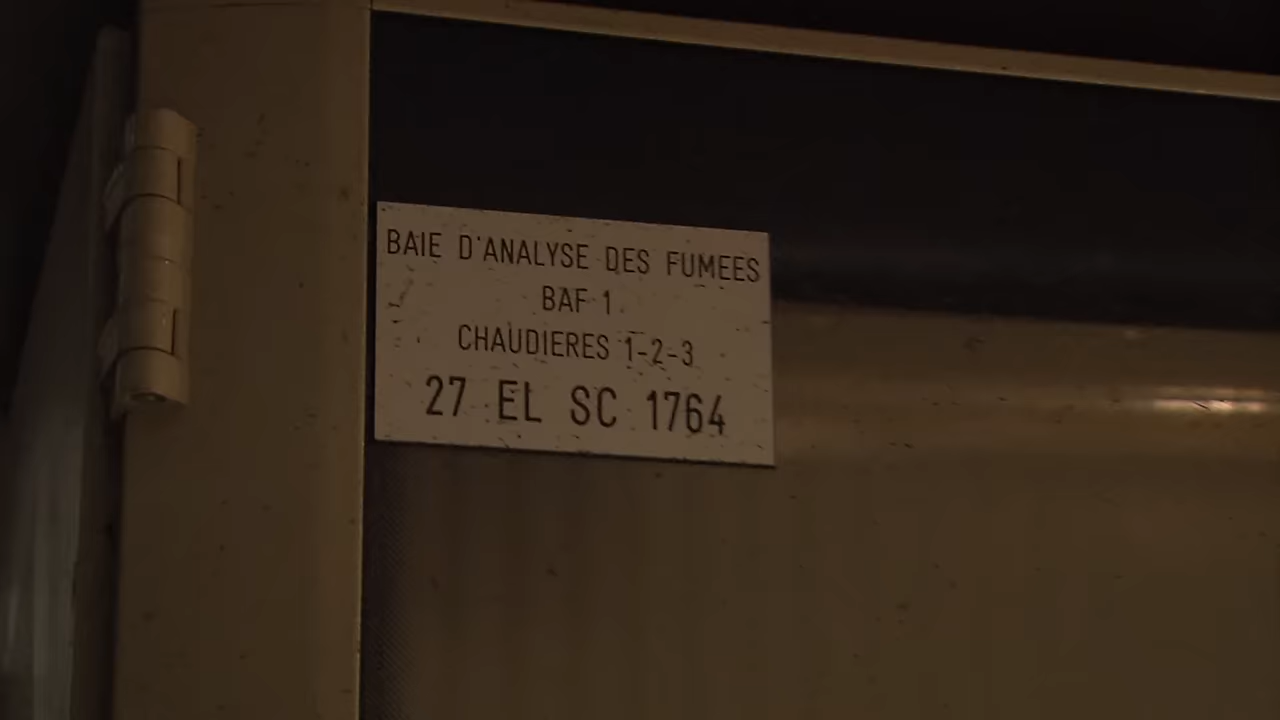 BAIE D'ANALYSE DES FUMEES
BAF 1
CHAUDIERES 1-2-3
27 EL SC 1764